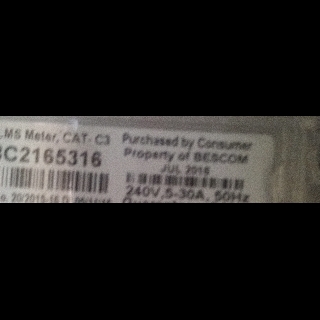 LMS Meter, CAT- C3
C2165316
Purchased by Consumer
Property of BESCOM
JUL 2016
240V,5-30A, 50Hz